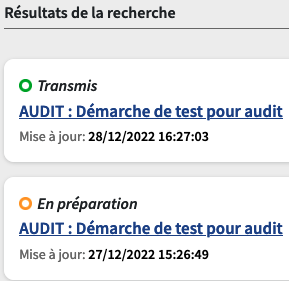 Résultats de la recherche
Transmis
AUDIT : Démarche de test pour audit
Mise à jour: 28/12/2022 16:27:03
En préparation
AUDIT : Démarche de test pour audit
Mise à jour: 27/12/2022 15:26:49